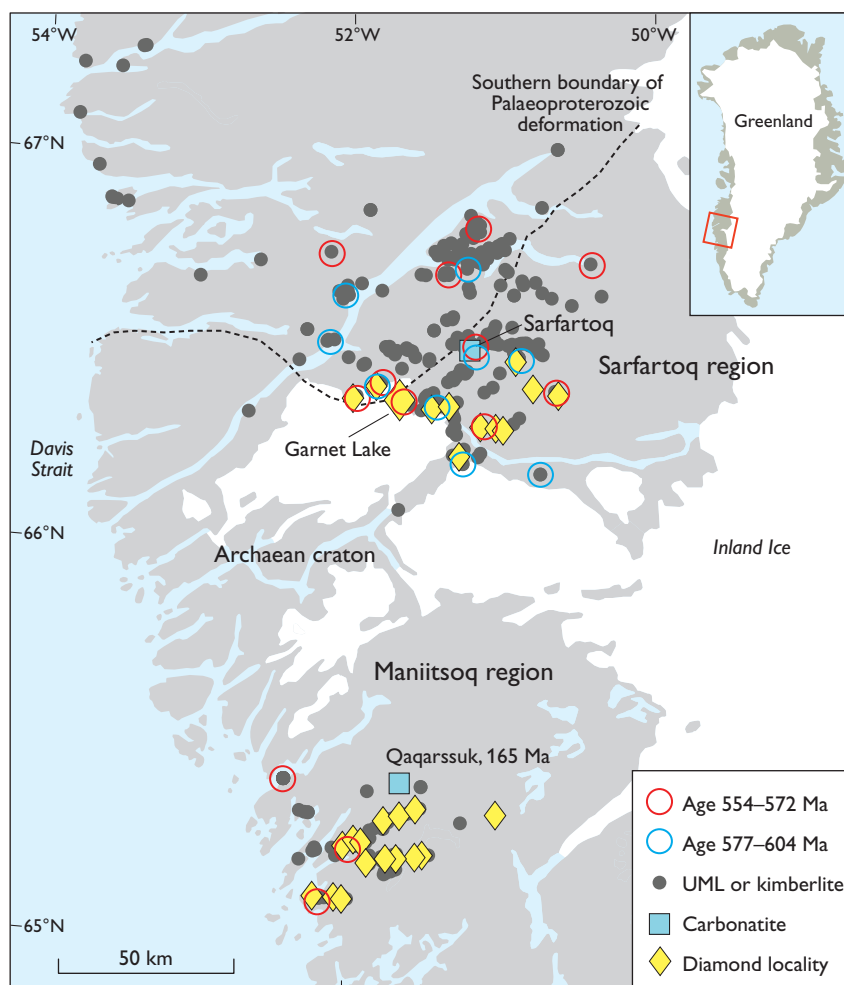 54°W
52°W
50°W
Southern boundary of
Palaeoproterozoic
deformation
Greenland
67°N
Sarfartoq
Sarfartoq region
Garnet Lake
Davis
Strait
66°N
Archaean craton
Inland Ice
Maniitsoq region
Qaqarssuk, 165 Ma
Age 554–572 Ma
Age 577–604 Ma
UML or kimberlite
Carbonatite
Diamond locality
65°N
50 km